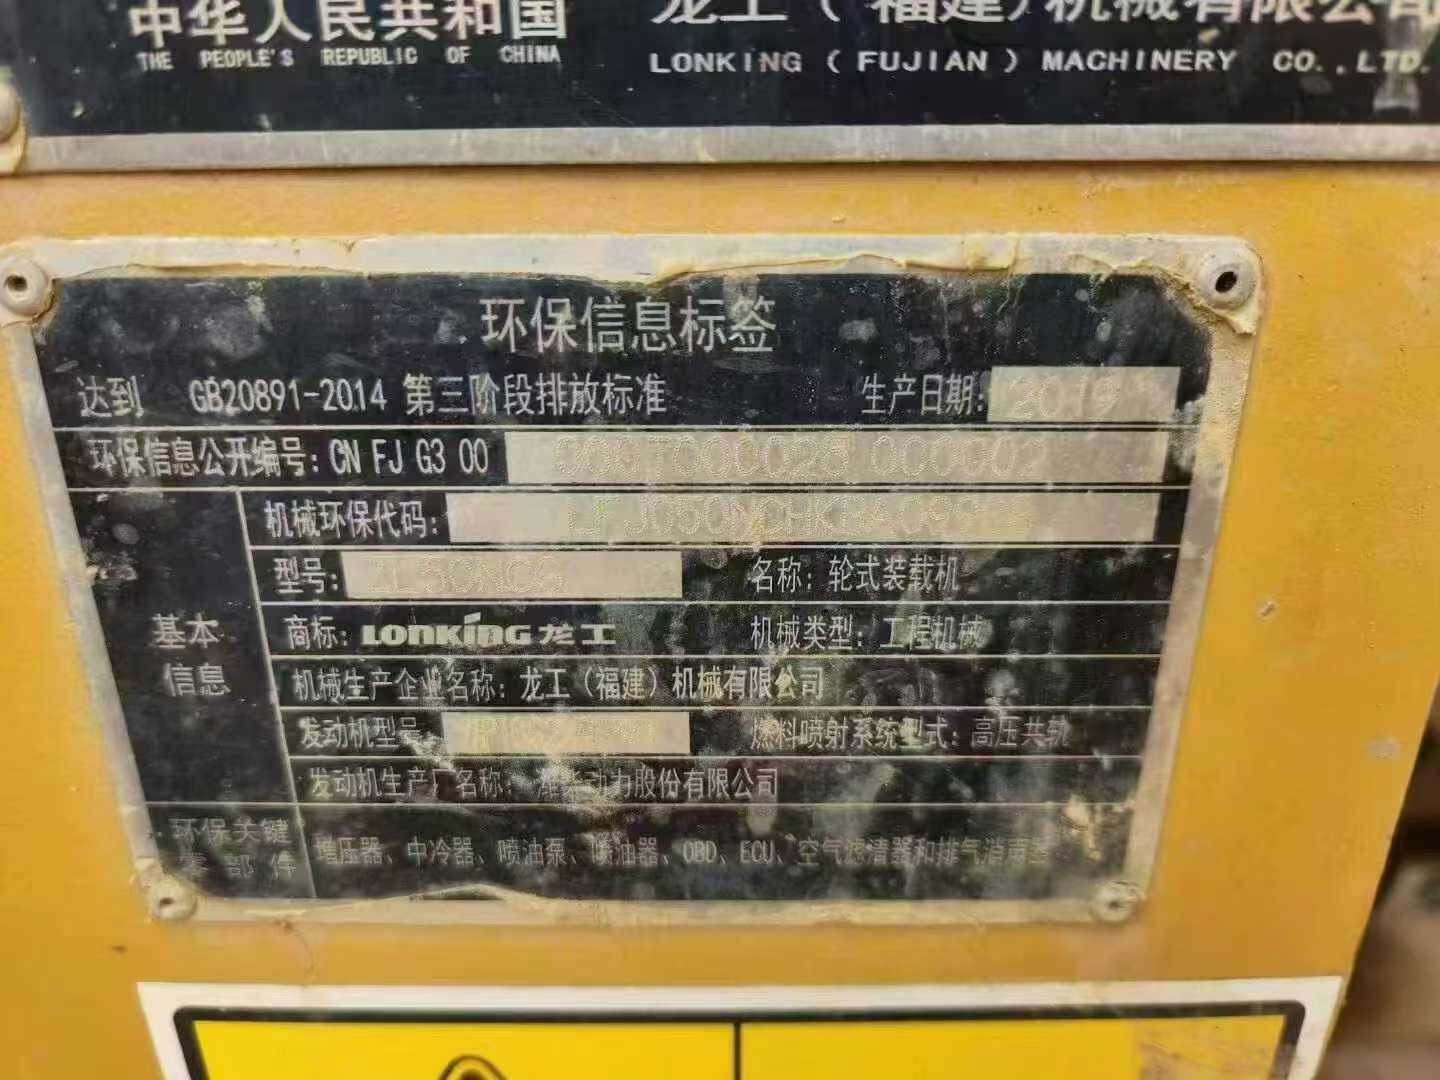 中华人民共和国
THE PEOPLE'S REPUBLIC OF CHINA
龙工（福建）机械有限公司
LONKING (FUJIAN) MACHINERY CO.,LTD.
环保信息标签
达到 GB20891-2014 第三阶段排放标准 生产日期: 2019
环保信息公开编号: CN FJ G3 00
机械环保代码:
型号: ZL50NC6 名称: 轮式装载机
商标: LONKING 龙工 机械类型: 工程机械
基本信息
机械生产企业名称: 龙工（福建）机械有限公司
发动机型号 燃料喷射系统型式: 高压共轨
发动机生产厂名称: 潍柴动力股份有限公司
环保关键零部件
增压器、中冷器、喷油泵、喷油器、OBD、ECU、空气滤清器和排气消声器